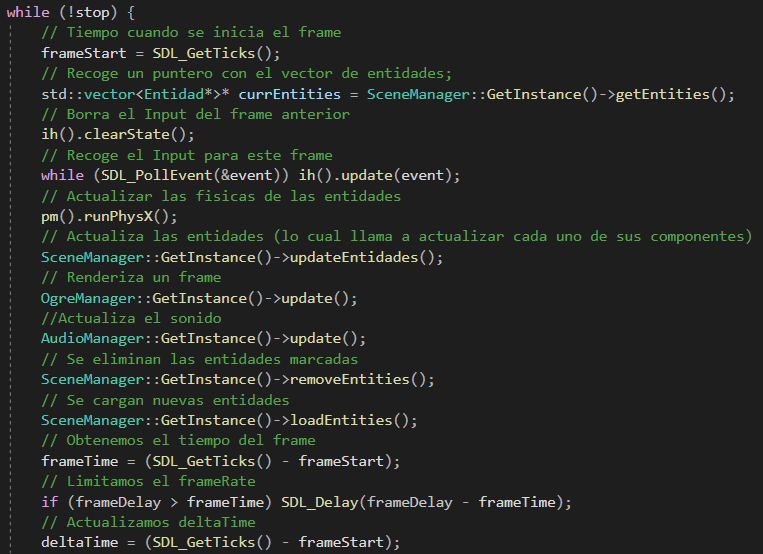 while (!stop) {
// Tiempo cuando se inicia el frame
frameStart = SDL_GetTicks();
// Recoge un puntero con el vector de entidades;
std::vector<Entidad*>* currEntities = SceneManager::GetInstance()->getEntities();
// Borra el Input del frame anterior
ih().clearState();
// Recoge el Input para este frame
while (SDL_PollEvent(&event)) ih().update(event);
// Actualizar las fisicas de las entidades
pm().runPhysX();
// Actualiza las entidades (lo cual llama a actualizar cada uno de sus componentes)
SceneManager::GetInstance()->updateEntidades();
// Renderiza un frame
OgreManager::GetInstance()->update();
//Actualiza el sonido
AudioManager::GetInstance()->update();
// Se eliminan las entidades marcadas
SceneManager::GetInstance()->removeEntities();
// Se cargan nuevas entidades
SceneManager::GetInstance()->loadEntities();
// Obtenemos el tiempo del frame
frameTime = (SDL_GetTicks() - frameStart);
// Limitamos el frameRate
if (frameDelay > frameTime) SDL_Delay(frameDelay - frameTime);
// Actualizamos deltaTime
deltaTime = (SDL_GetTicks() - frameStart);